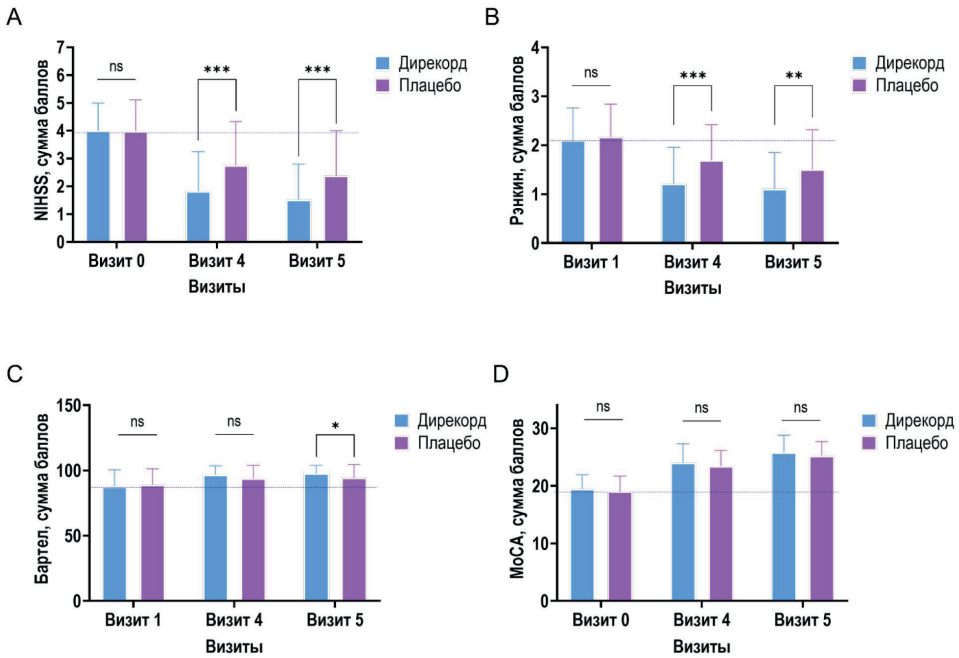 A
NIHSS, сумма баллов
7
6
5
4
3
2
1
0
ns
***
***
Дирекорд
Плацебо
Визит 0 Визит 4 Визит 5
Визиты
B
Рэнкин, сумма баллов
4
3
2
1
0
ns
***
**
Дирекорд
Плацебо
Визит 1 Визит 4 Визит 5
Визиты
C
Бартел, сумма баллов
150
100
50
0
ns
ns
*
Дирекорд
Плацебо
Визит 1 Визит 4 Визит 5
Визиты
D
МоСА, сумма баллов
30
20
10
0
ns
ns
ns
Дирекорд
Плацебо
Визит 0 Визит 4 Визит 5
Визиты